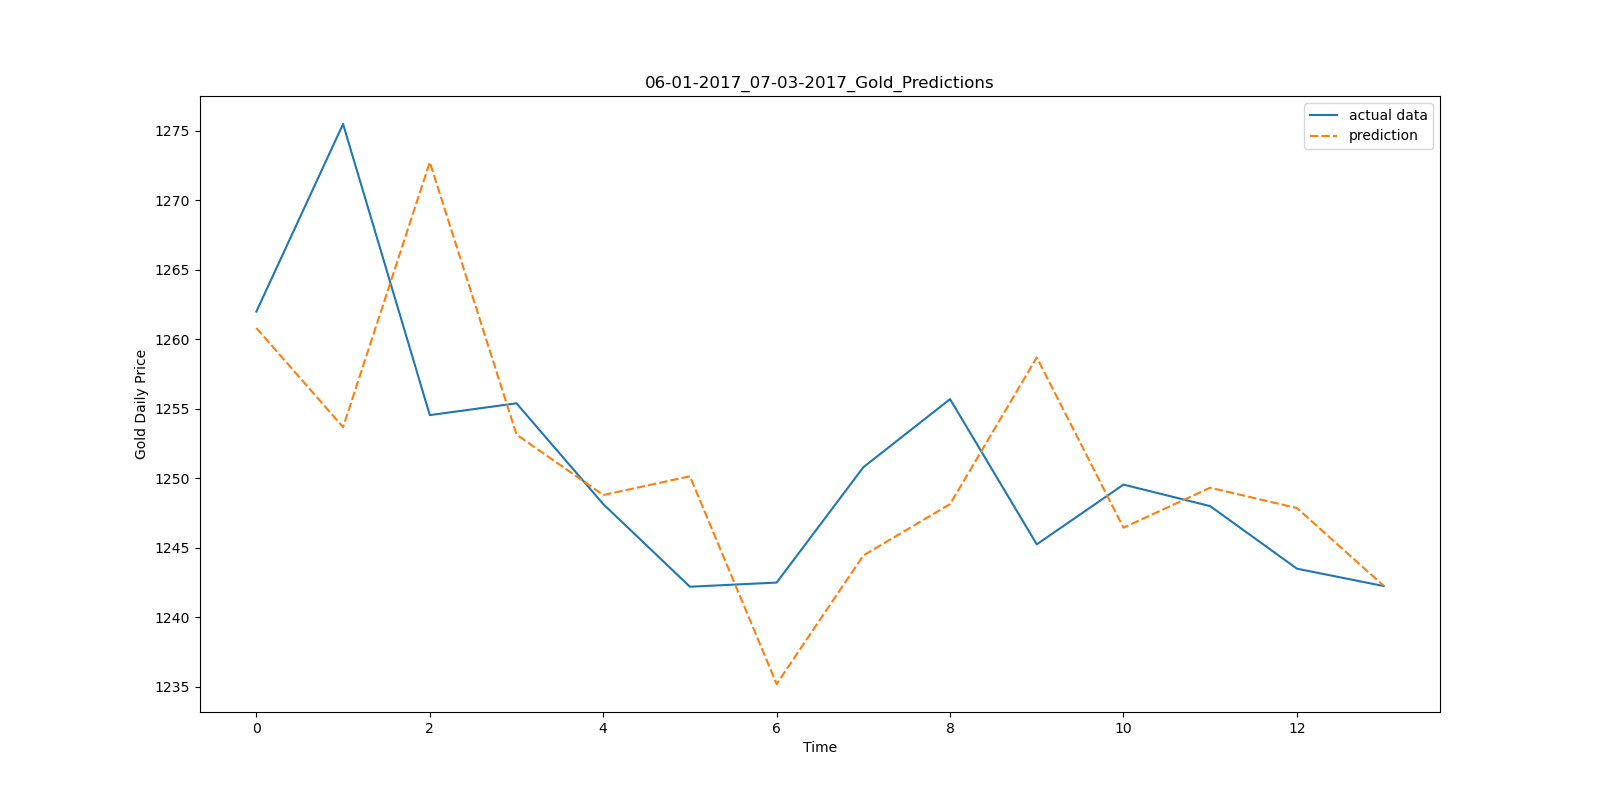 06-01-2017_07-03-2017_Gold_Predictions
actual data
prediction
1275
1270
1265
1260
1255
1250
1245
1240
1235
Gold Daily Price
0 2 4 6 8 10 12
Time